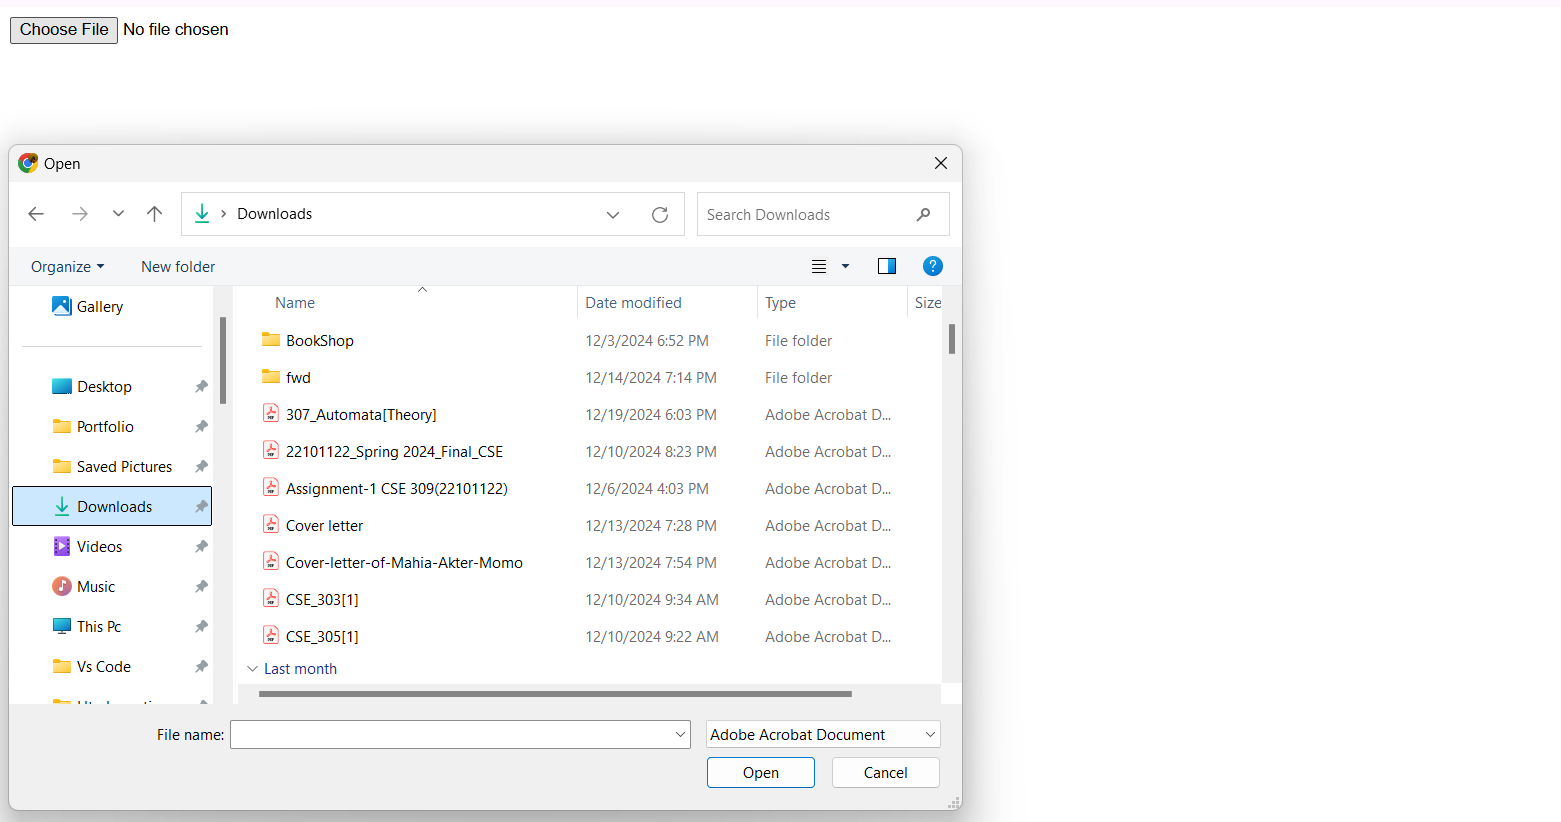 Choose File No file chosen
Open
Downloads
Search Downloads
Organize New folder
Gallery
Desktop
Portfolio
Saved Pictures
Downloads
Videos
Music
This Pc
Vs Code
Name Date modified Type Size
BookShop 12/3/2024 6:52 PM File folder
fwd 12/14/2024 7:14 PM File folder
307_Automata[Theory] 12/19/2024 6:03 PM Adobe Acrobat D...
22101122_Spring 2024_Final_CSE 12/10/2024 8:23 PM Adobe Acrobat D...
Assignment-1 CSE 309(22101122) 12/6/2024 4:03 PM Adobe Acrobat D...
Cover letter 12/13/2024 7:28 PM Adobe Acrobat D...
Cover-letter-of-Mahia-Akter-Momo 12/13/2024 7:54 PM Adobe Acrobat D...
CSE_303[1] 12/10/2024 9:34 AM Adobe Acrobat D...
CSE_305[1] 12/10/2024 9:22 AM Adobe Acrobat D...
Last month
File name: Adobe Acrobat Document
Open Cancel